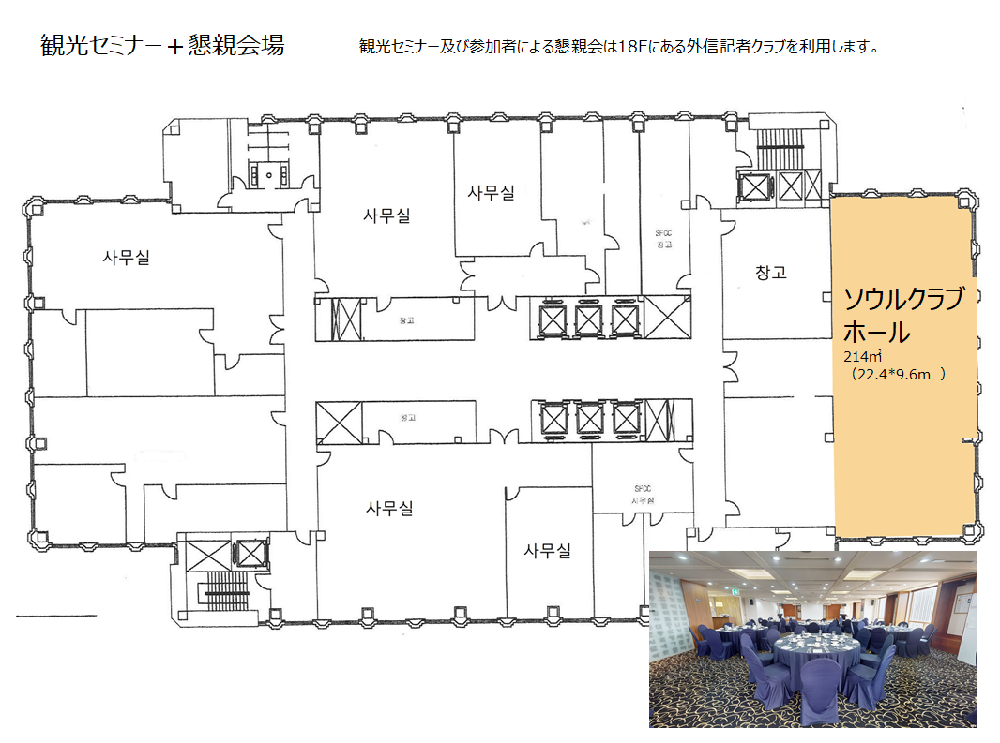 観光セミナー＋懇親会場
観光セミナー及び参加者による懇親会は18Fにある外信記者クラブを利用します。
사무실
사무실
사무실
SFCC
창고
창고
ソウルクラブ
ホール
214㎡
（22.4*9.6m ）
창고
창고
SFCC
사무실
사무실
사무실